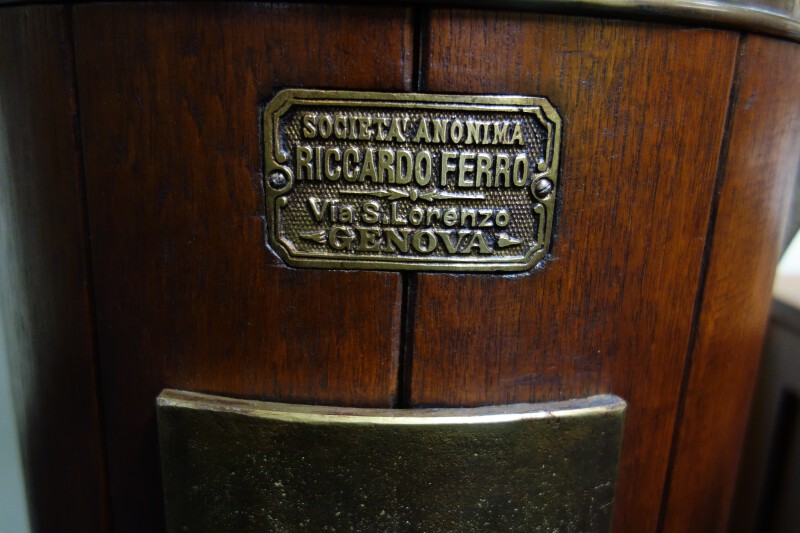 SOCIETA' ANONIMA
RICCARDO FERRO
Via S. Lorenzo
GENOVA